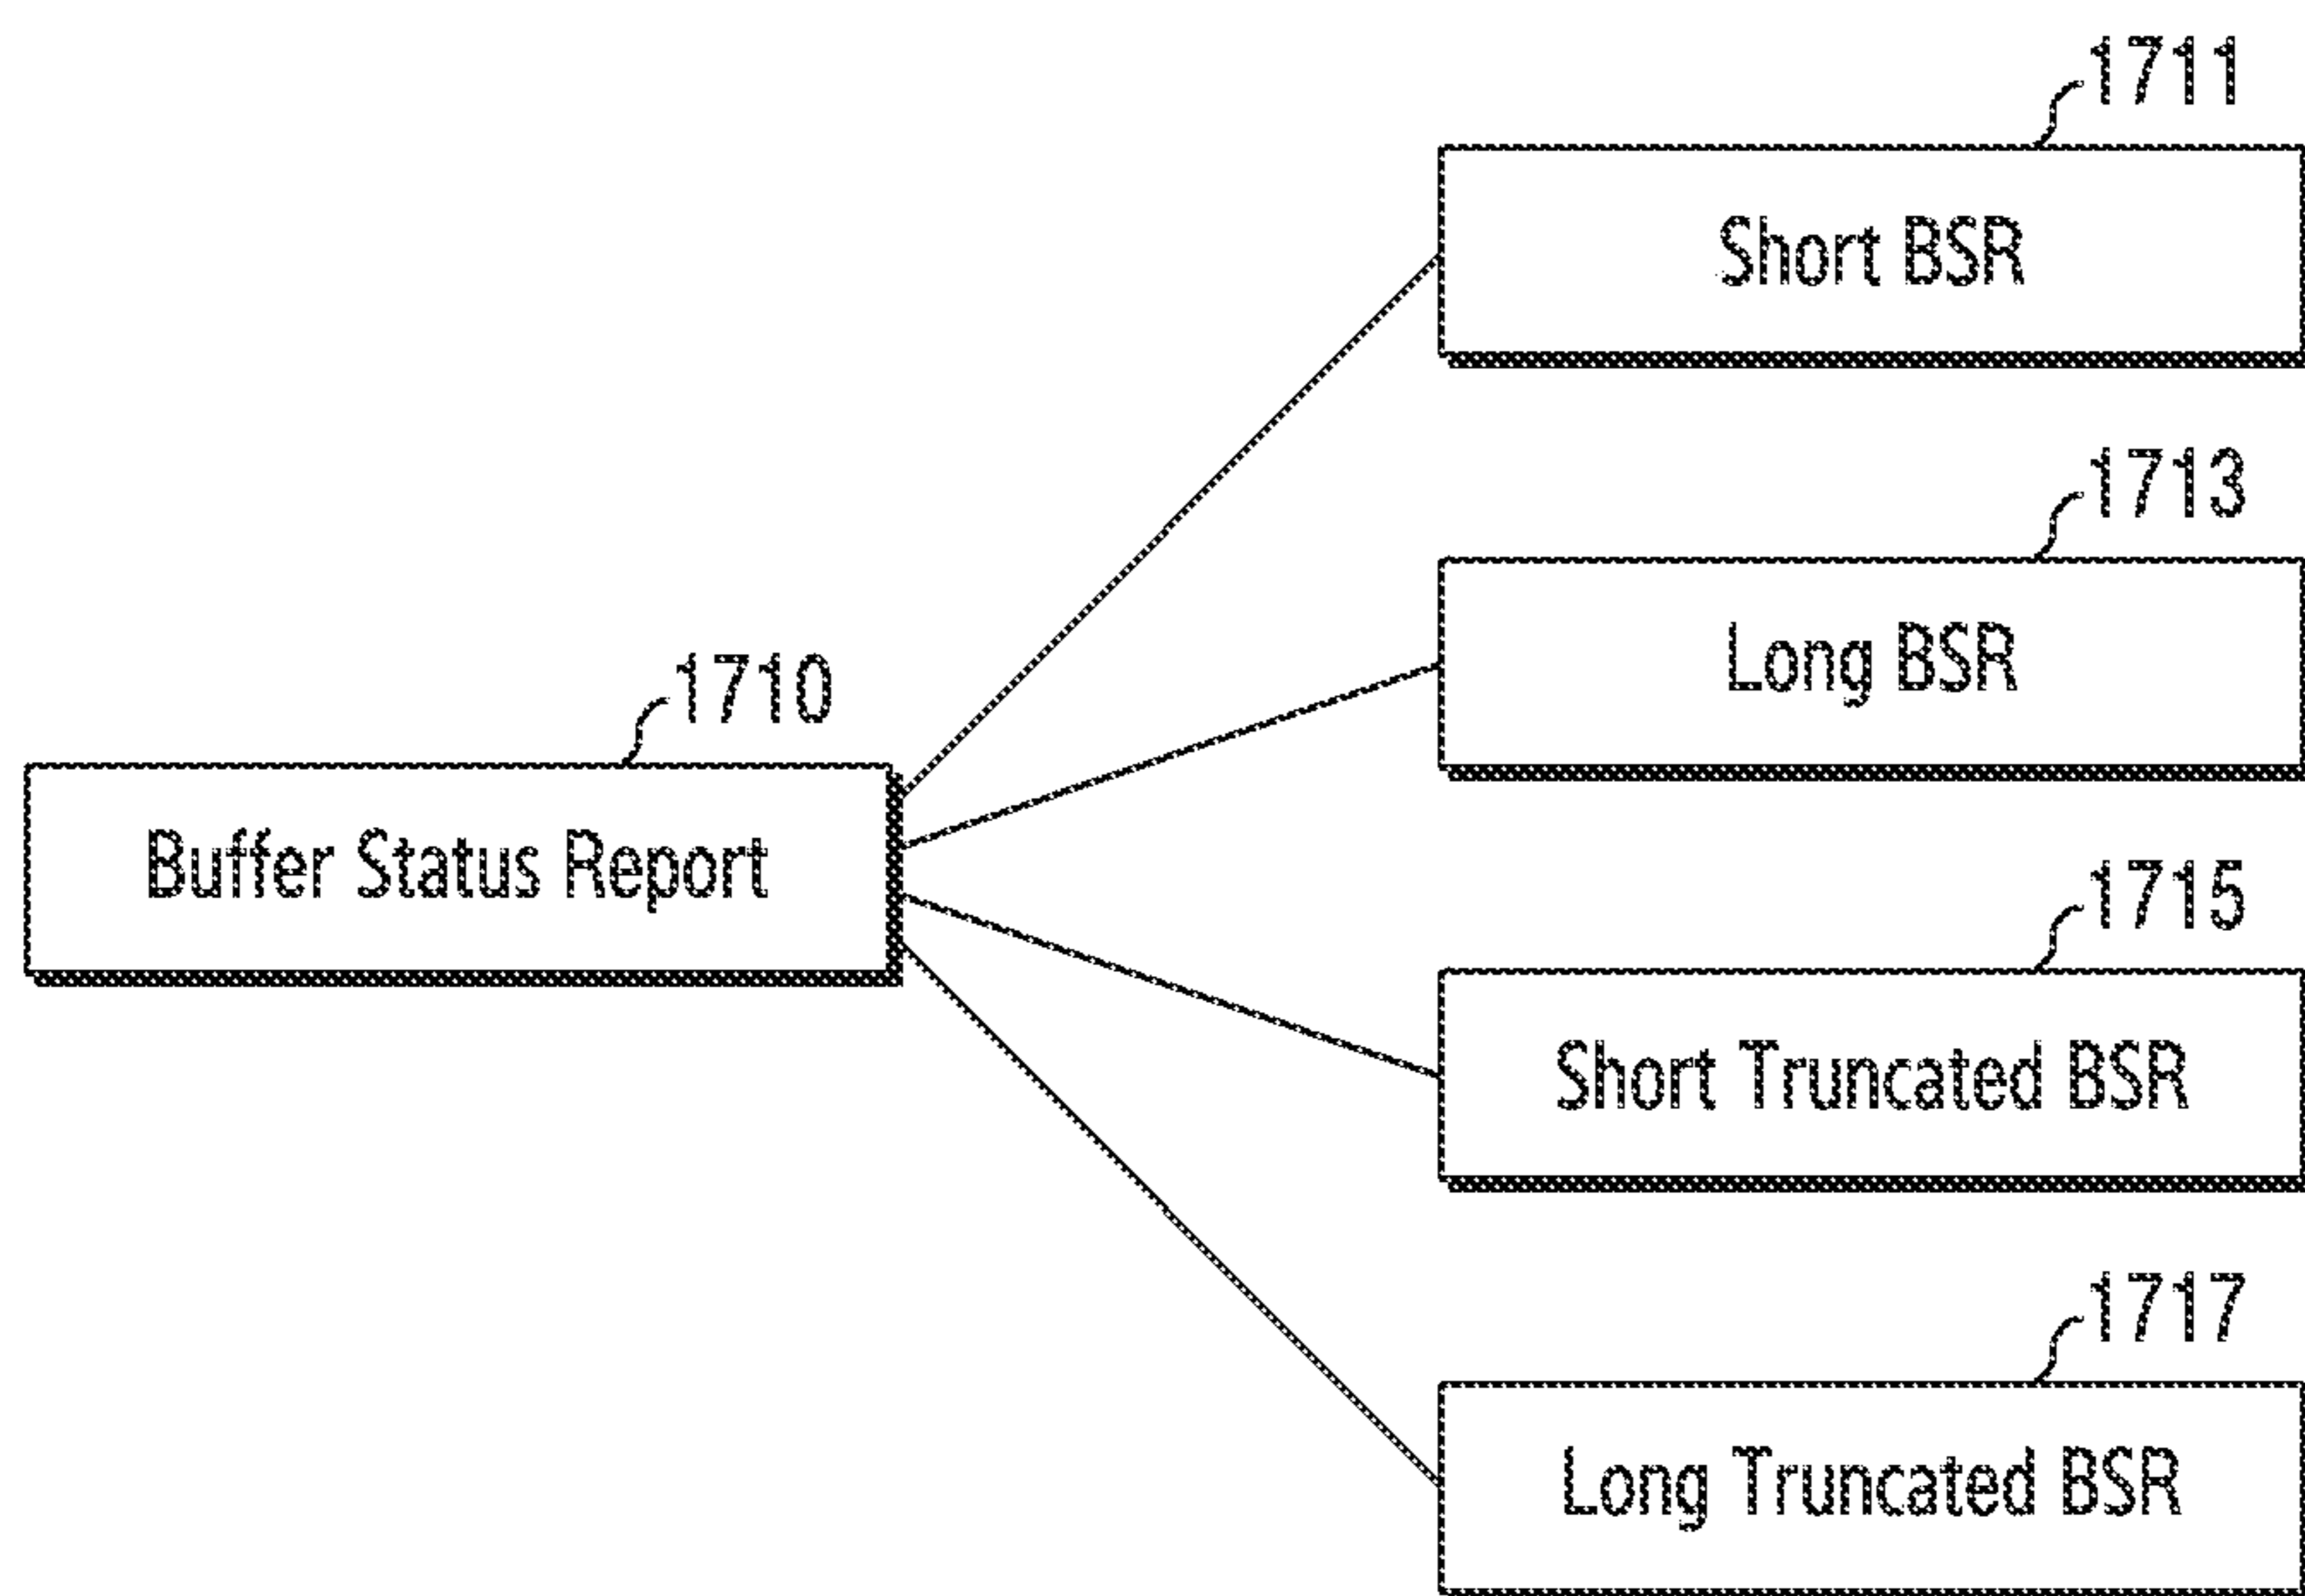 1711
Short BSR
1713
Long BSR
1710
Buffer Status Report
1715
Short Truncated BSR
1717
Long Truncated BSR